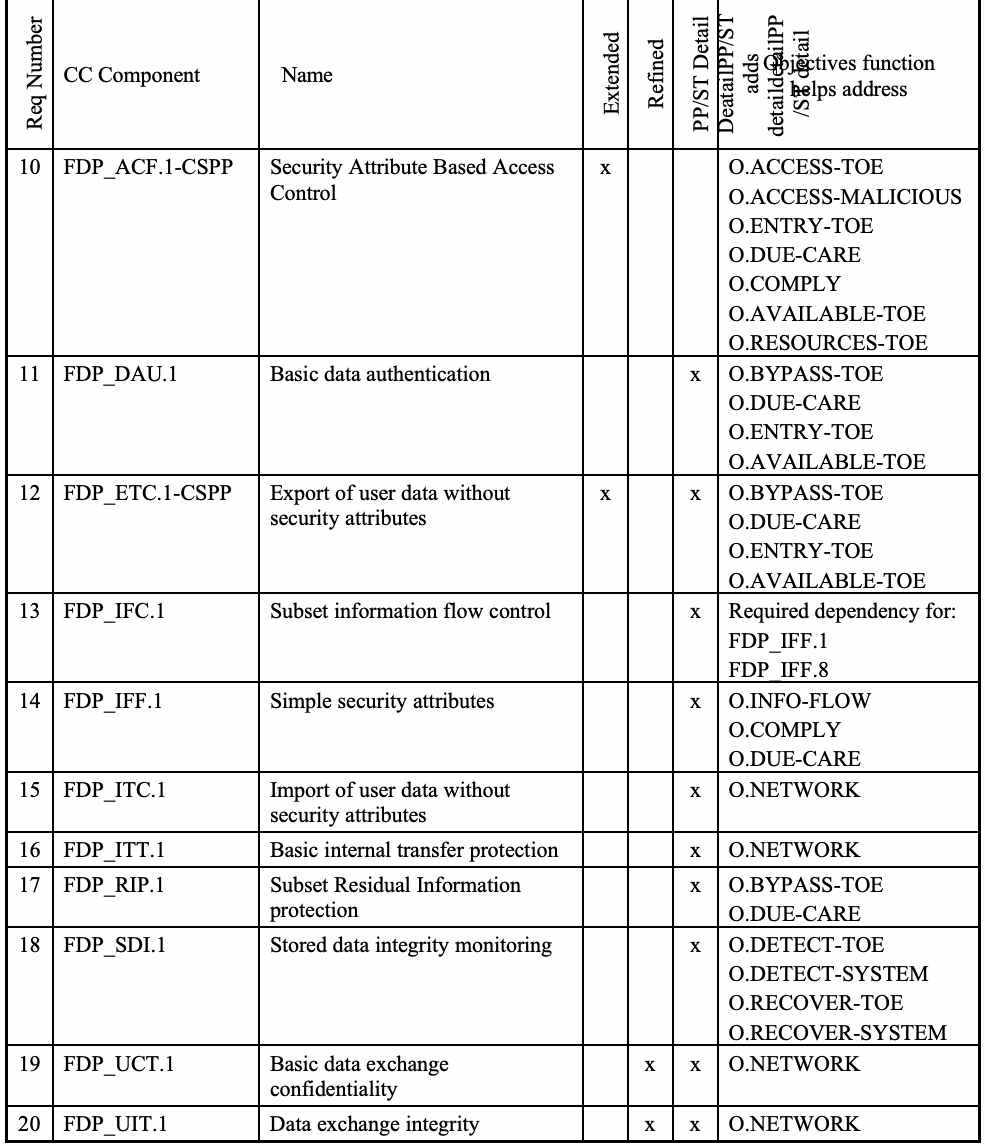 Req Number
CC Component
Name
Extended
Refined
PP/ST Detail
DeatailPP/ST
adds
detaildetailPP
/ST detail
Objectives function
helps address
10 FDP_ACF.1-CSPP Security Attribute Based Access x O.ACCESS-TOE
Control
O.ACCESS-MALICIOUS
O.ENTRY-TOE
O.DUE-CARE
O.COMPLY
O.AVAILABLE-TOE
O.RESOURCES-TOE
11 FDP_DAU.1 Basic data authentication x O.BYPASS-TOE
O.DUE-CARE
O.ENTRY-TOE
O.AVAILABLE-TOE
12 FDP_ETC.1-CSPP Export of user data without x x O.BYPASS-TOE
security attributes
O.DUE-CARE
O.ENTRY-TOE
O.AVAILABLE-TOE
13 FDP_IFC.1 Subset information flow control x Required dependency for:
FDP_IFF.1
FDP_IFF.8
14 FDP_IFF.1 Simple security attributes x O.INFO-FLOW
O.COMPLY
O.DUE-CARE
15 FDP_ITC.1 Import of user data without x O.NETWORK
security attributes
16 FDP_ITT.1 Basic internal transfer protection x O.NETWORK
17 FDP_RIP.1 Subset Residual Information x O.BYPASS-TOE
protection O.DUE-CARE
18 FDP_SDI.1 Stored data integrity monitoring x O.DETECT-TOE
O.DETECT-SYSTEM
O.RECOVER-TOE
O.RECOVER-SYSTEM
19 FDP_UCT.1 Basic data exchange x x O.NETWORK
confidentiality
20 FDP_UIT.1 Data exchange integrity x x O.NETWORK